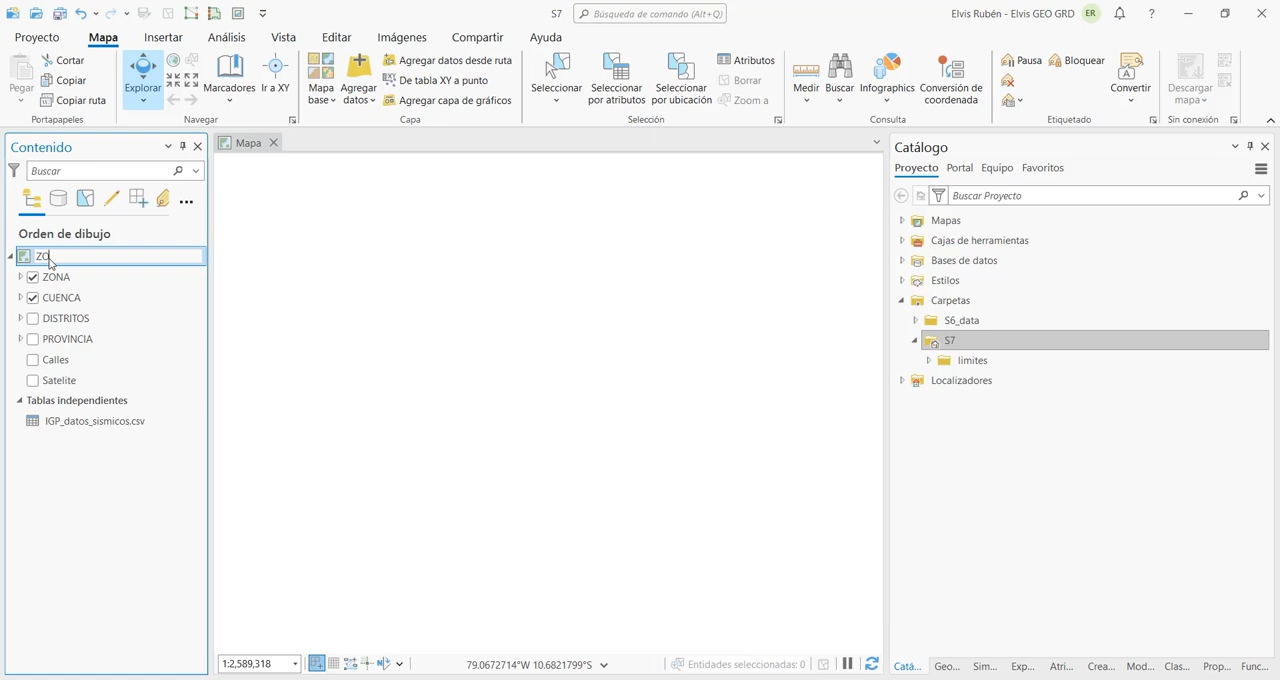 S7
Búsqueda de comando (Alt+Q)
Elvis Rubén - Elvis GEO GRD
ER
?
Proyecto
Mapa
Insertar
Análisis
Vista
Editar
Imágenes
Compartir
Ayuda
Pegar
Cortar
Copiar
Copiar ruta
Portapapeles
Explorar
Marcadores
Ir a XY
Navegar
Mapa base
Agregar datos
Agregar datos desde ruta
De tabla XY a punto
Agregar capa de gráficos
Capa
Seleccionar
Seleccionar por atributos
Seleccionar por ubicación
Atributos
Borrar
Zoom a
Selección
Medir
Buscar
Infographics
Conversión de coordenada
Consulta
Pausa
Bloquear
Convertir
Etiquetado
Descargar mapa
Sin conexión
Contenido
Buscar
Orden de dibujo
ZO
ZONA
CUENCA
DISTRITOS
PROVINCIA
Calles
Satelite
Tablas independientes
IGP_datos_sismicos.csv
Mapa
1:2,589,318
79.0672714°W 10.6821799°S
Entidades seleccionadas: 0
Catálogo
Proyecto
Portal
Equipo
Favoritos
Buscar Proyecto
Mapas
Cajas de herramientas
Bases de datos
Estilos
Carpetas
S6_data
S7
limites
Localizadores
Catá...
Geo...
Sim...
Exp...
Atri...
Crea...
Mod...
Clas...
Prop...
Func...